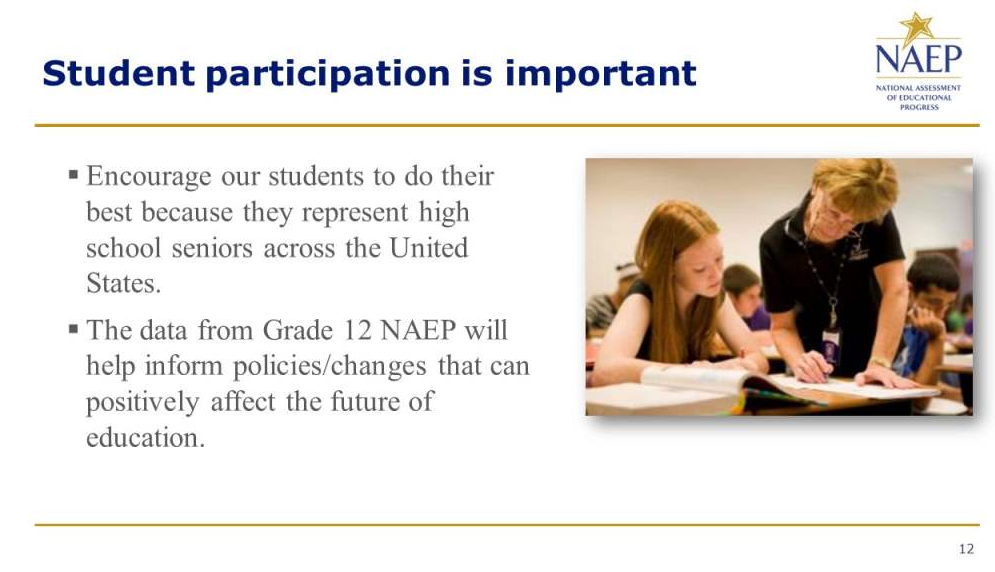 Student participation is important
NAEP
NATIONAL ASSESSMENT
OF EDUCATIONAL
PROGRESS
▪ Encourage our students to do their
best because they represent high
school seniors across the United
States.
▪ The data from Grade 12 NAEP will
help inform policies/changes that can
positively affect the future of
education.
12